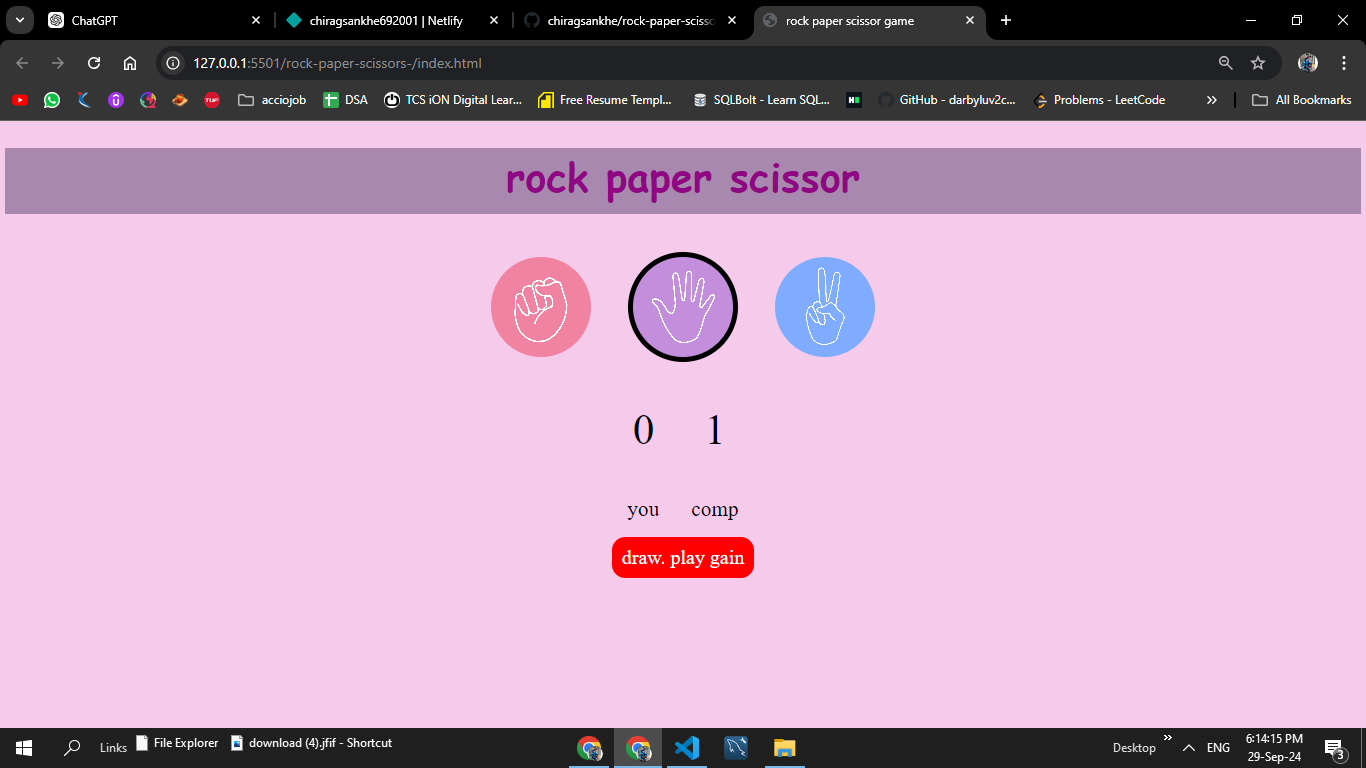 ChatGPT
chiragsankhe692001 | Netlify
chiragsankhe/rock-paper-scisso
rock paper scissor game
127.0.0.1:5501/rock-paper-scissors-/index.html
acciojob
DSA
TCS iON Digital Lear...
Free Resume Templ...
SQLBolt - Learn SQL...
GitHub - darbyluv2c...
Problems - LeetCode
All Bookmarks
rock paper scissor
0 1
you comp
draw. play gain
Links
File Explorer
download (4).jfif - Shortcut
Desktop
ENG
6:14:15 PM
29-Sep-24
3